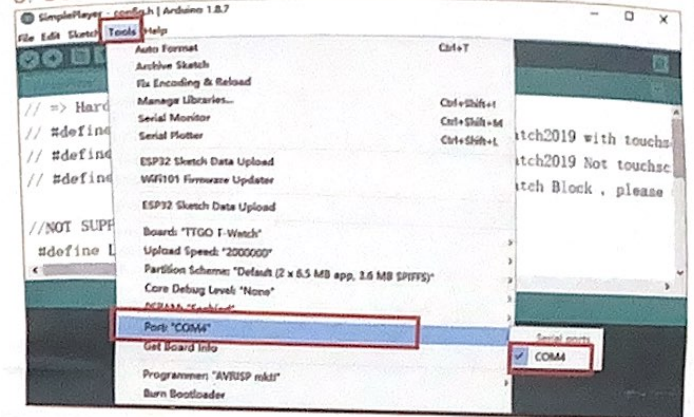 SimplePlayer - config.h | Arduino 1.8.7
File Edit Sketch Tools Help
Auto Format Ctrl+T
Archive Sketch
Fix Encoding & Reload
Manage Libraries... Ctrl+Shift+I
Serial Monitor Ctrl+Shift+M
Serial Plotter Ctrl+Shift+L
ESP32 Sketch Data Upload
WiFi101 Firmware Updater
ESP32 Sketch Data Upload
Board: "TTGO T-Watch"
Upload Speed: "2000000"
Partition Scheme: "Default (2 x 6.5 MB app, 3.6 MB SPIFFS)"
Core Debug Level: "None"
PSRAM: "Enabled"
Port: "COM4"
Get Board Info
Programmer: "AVRISP mkII"
Burn Bootloader
Serial ports
COM4
// => Hard
// #define
// #define
// #define
//NOT SUPP
#define L
atch2019 with touchs
atch2019 Not touchsc
atch Block , please